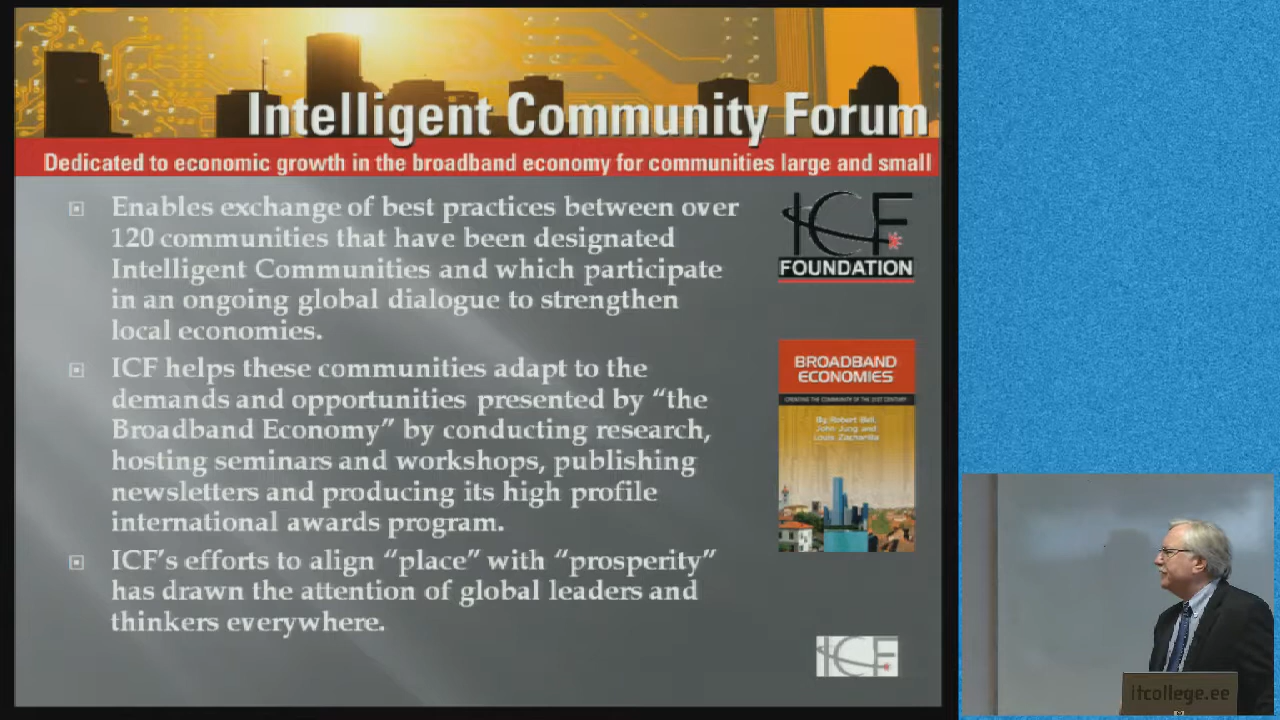 Intelligent Community Forum
Dedicated to economic growth in the broadband economy for communities large and small
Enables exchange of best practices between over
120 communities that have been designated
Intelligent Communities and which participate
in an ongoing global dialogue to strengthen
local economies.
ICF helps these communities adapt to the
demands and opportunities presented by “the
Broadband Economy” by conducting research,
hosting seminars and workshops, publishing
newsletters and producing its high profile
international awards program.
ICF’s efforts to align “place” with “prosperity”
has drawn the attention of global leaders and
thinkers everywhere.
ICF
FOUNDATION
BROADBAND
ECONOMIES
CREATING THE COMMUNITY OF THE 21ST CENTURY
By Robert Bell,
John Jung and
Louis Zacharilla
ICF
itcollege.ee